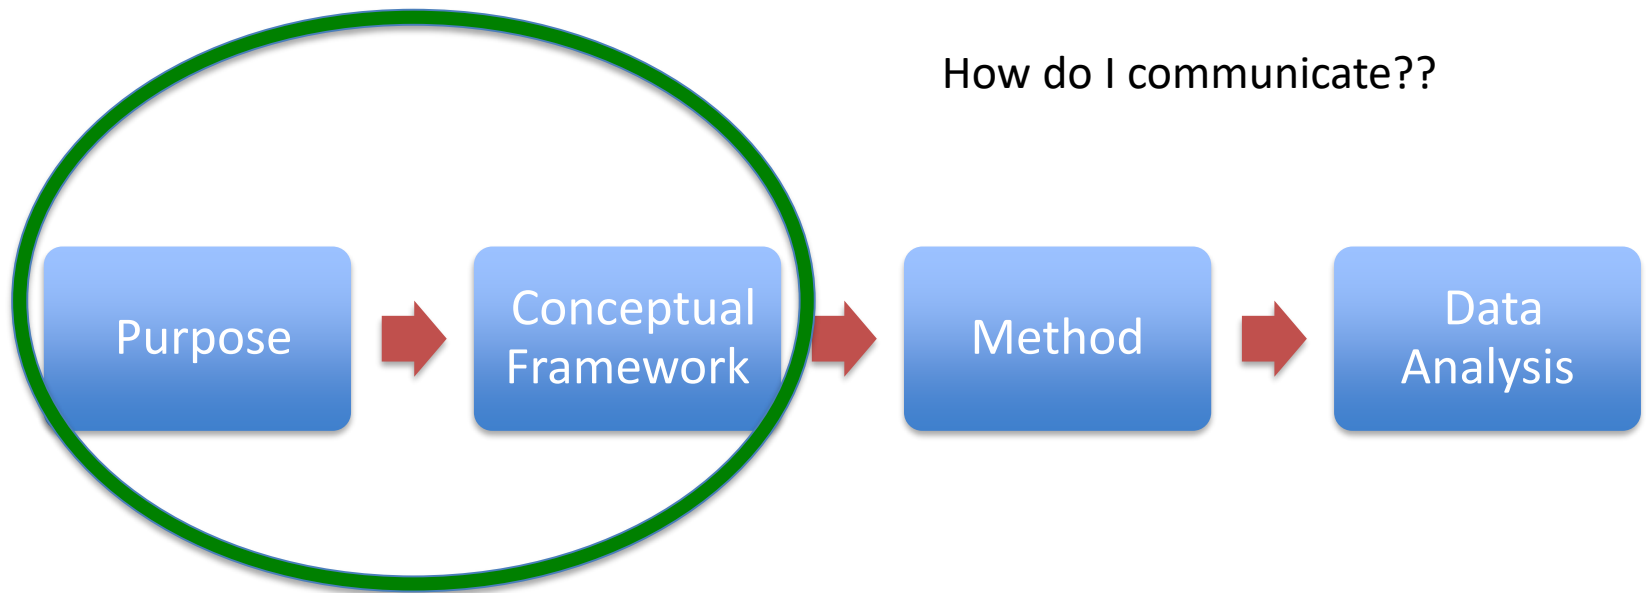 How do I communicate??
Purpose
Conceptual
Framework
Method
Data
Analysis